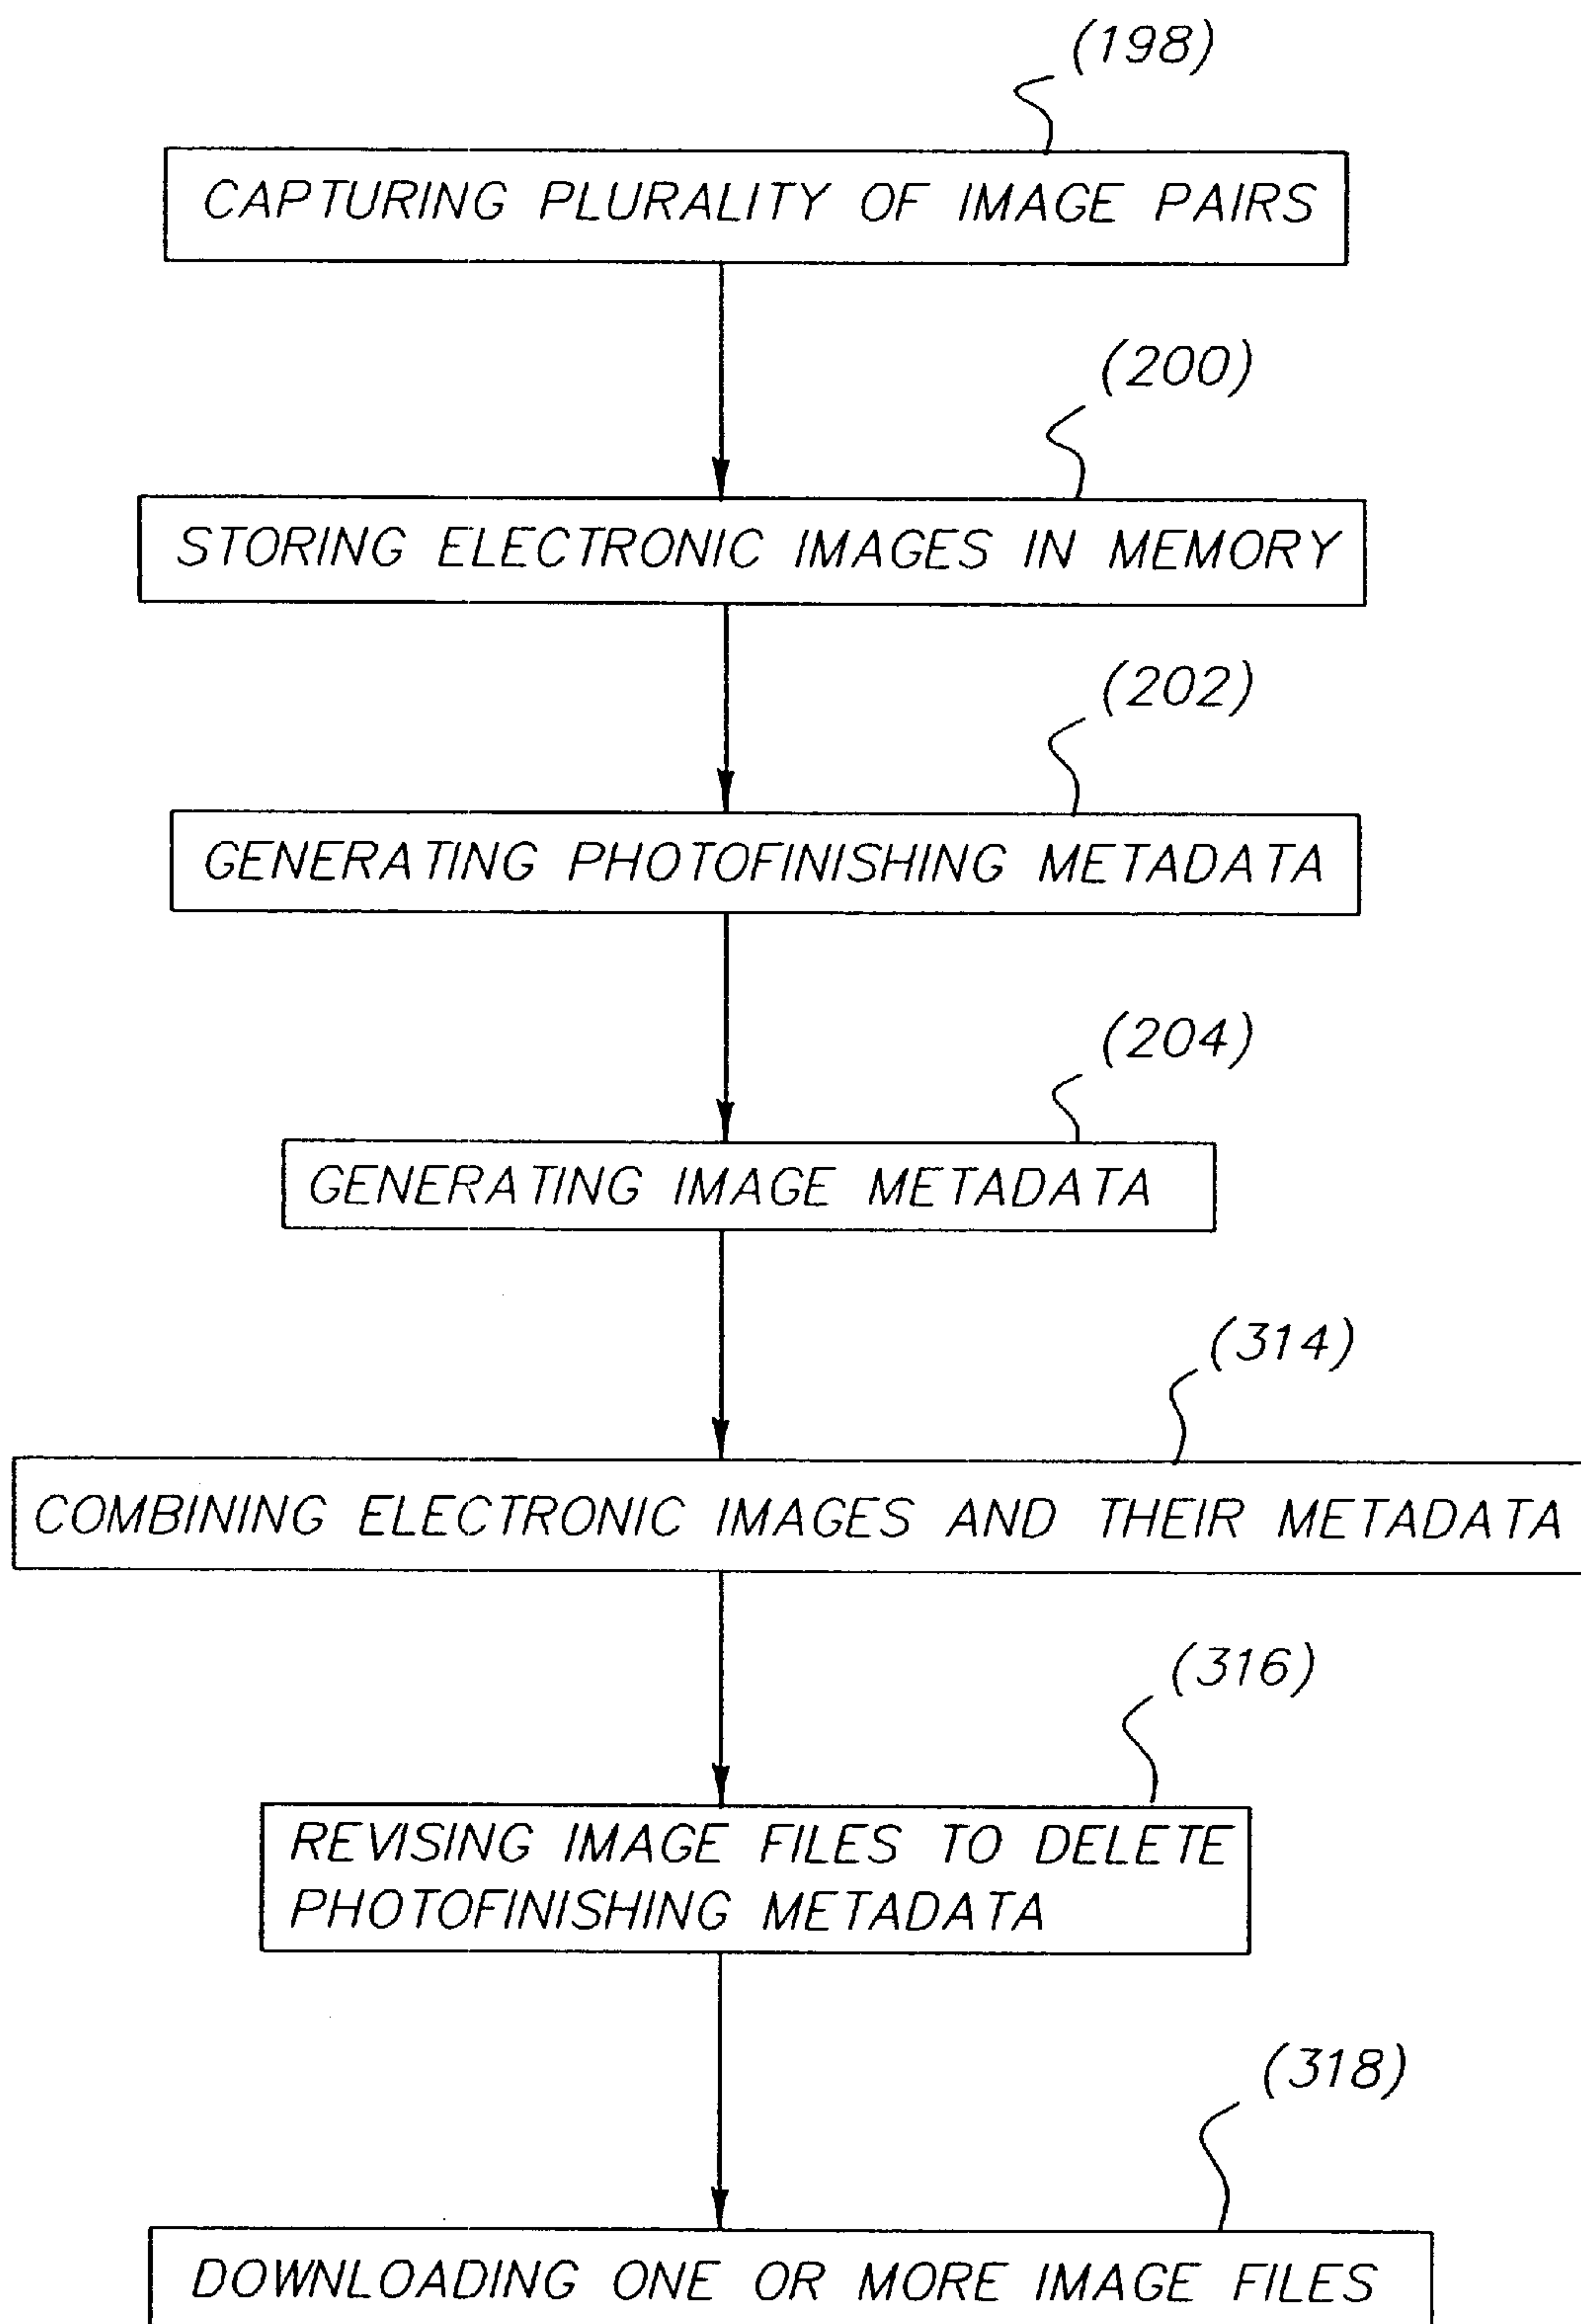 (198)
CAPTURING PLURALITY OF IMAGE PAIRS
(200)
STORING ELECTRONIC IMAGES IN MEMORY
(202)
GENERATING PHOTOFINISHING METADATA
(204)
GENERATING IMAGE METADATA
(314)
COMBINING ELECTRONIC IMAGES AND THEIR METADATA
(316)
REVISING IMAGE FILES TO DELETE
PHOTOFINISHING METADATA
(318)
DOWNLOADING ONE OR MORE IMAGE FILES